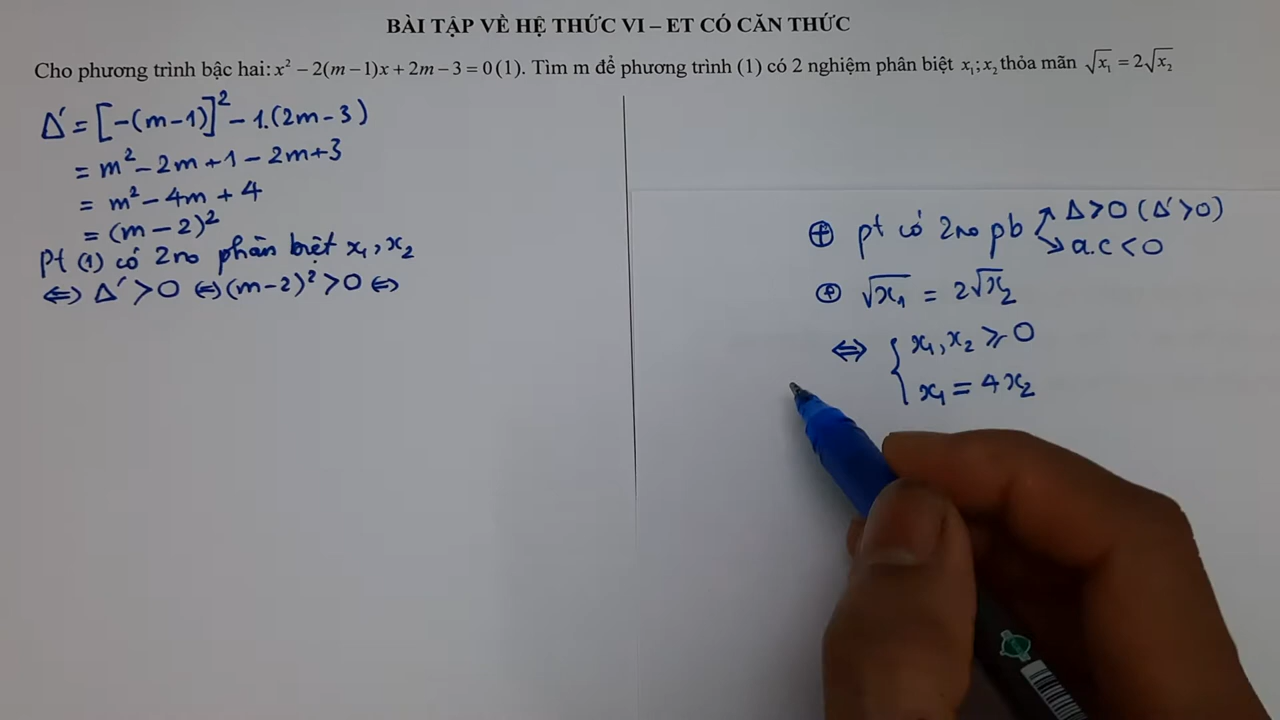 BÀI TẬP VỀ HỆ THỨC VI – ET CÓ CĂN THỨC
Cho phương trình bậc hai: x² − 2(m−1)x + 2m − 3 = 0 (1). Tìm m để phương trình (1) có 2 nghiệm phân biệt x₁; x₂ thỏa mãn √x₁ = 2√x₂
Δ' = [−(m−1)]² − 1.(2m−3)
= m² − 2m + 1 − 2m + 3
= m² − 4m + 4
= (m − 2)²
Pt (1) có 2no phân biệt x₁, x₂
⇔ Δ' > 0 ⇔ (m−2)² > 0 ⇔
⊕ pt có 2no pb ↗ Δ > 0 (Δ' > 0)
↘ a.c < 0
⊕ √x₁ = 2√x₂
⇔ { x₁, x₂ ⩾ 0
x₁ = 4x₂